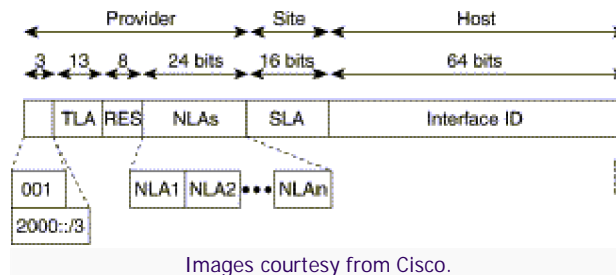 Provider Site Host
3 13 8 24 bits 16 bits 64 bits
TLA RES NLAs SLA Interface ID
001 NLA1 NLA2 ••• NLAn
2000::/3
Images courtesy from Cisco.